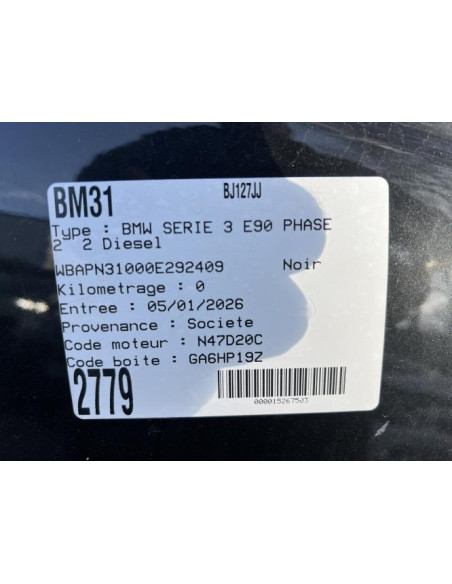 BM31 BJ127JJ
Type : BMW SERIE 3 E90 PHASE
2 2 Diesel
WBAPN31000E292409 Noir
Kilometrage : 0
Entree : 05/01/2026
Provenance : Societe
Code moteur : N47D20C
Code boite : GA6HP19Z
2779
000015267503